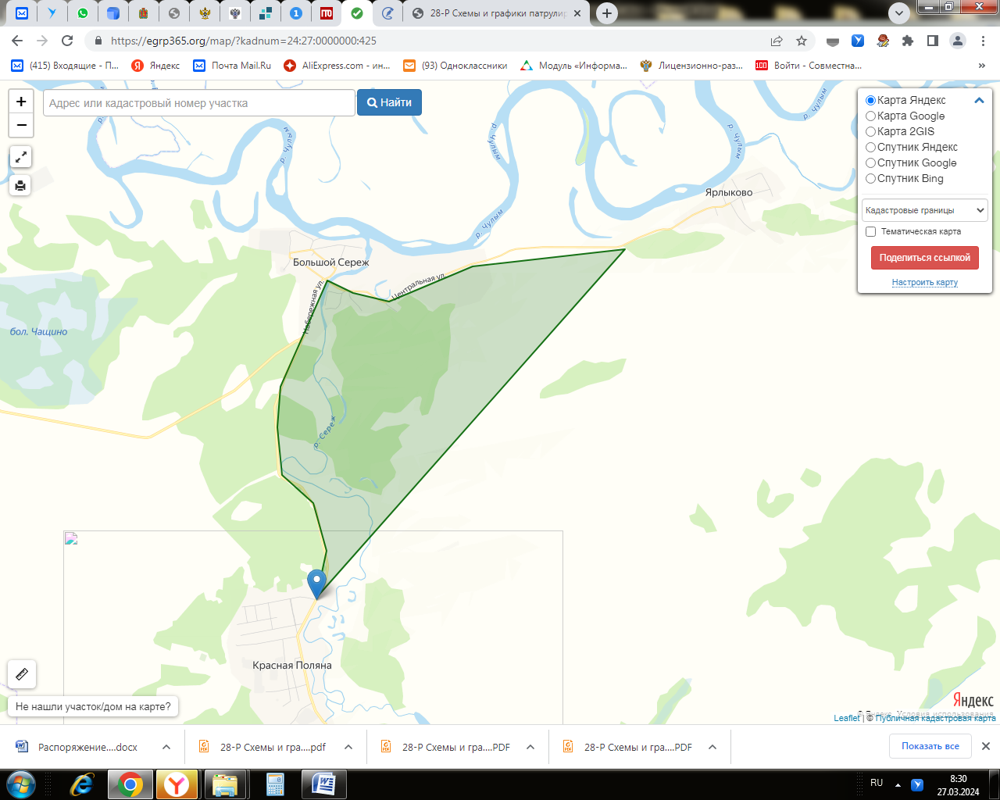 28-Р Схемы и графики патрулир
https://egrp365.org/map/?kadnum=24:27:0000000:425
(415) Входящие - П...
Яндекс
Почта Mail.Ru
AliExpress.com - ин...
(93) Одноклассники
Модуль «Информа...
Лицензионно-раз...
Войти - Совместна...
»
+
−
Адрес или кадастровый номер участка
Найти
Карта Яндекс
Карта Google
Карта 2GIS
Спутник Яндекс
Спутник Google
Спутник Bing
Кадастровые границы
Тематическая карта
Поделиться ссылкой
Настроить карту
р. Чулым
р. Чулым
р. Чулым
р. Чулым
р. Чулым
Ярлыково
Большой Сереж
Центральная ул.
Набережная ул.
бол. Чащино
р. Сереж
Красная Поляна
Не нашли участок/дом на карте?
Яндекс
© Яндекс Условия использования
Leaflet | © Публичная кадастровая карта
Распоряжение....docx
28-Р Схемы и гра....pdf
28-Р Схемы и гра....PDF
28-Р Схемы и гра....PDF
Показать все
RU
8:30
27.03.2024